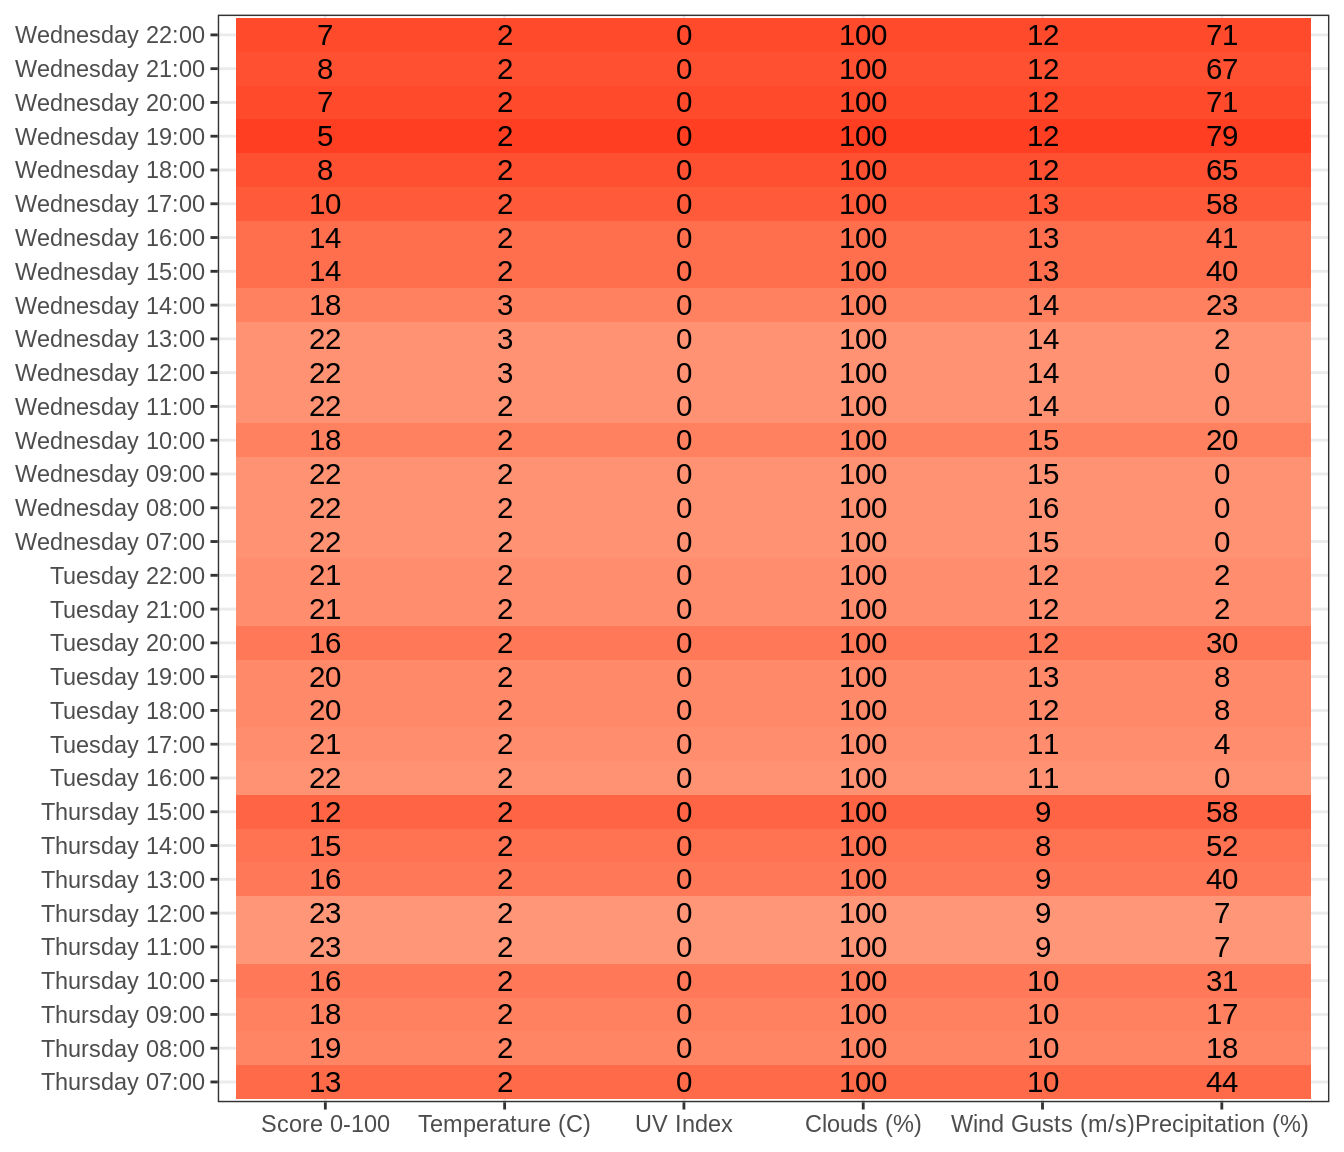 Wednesday 22:00 7 2 0 100 12 71
Wednesday 21:00 8 2 0 100 12 67
Wednesday 20:00 7 2 0 100 12 71
Wednesday 19:00 5 2 0 100 12 79
Wednesday 18:00 8 2 0 100 12 65
Wednesday 17:00 10 2 0 100 13 58
Wednesday 16:00 14 2 0 100 13 41
Wednesday 15:00 14 2 0 100 13 40
Wednesday 14:00 18 3 0 100 14 23
Wednesday 13:00 22 3 0 100 14 2
Wednesday 12:00 22 3 0 100 14 0
Wednesday 11:00 22 2 0 100 14 0
Wednesday 10:00 18 2 0 100 15 20
Wednesday 09:00 22 2 0 100 15 0
Wednesday 08:00 22 2 0 100 16 0
Wednesday 07:00 22 2 0 100 15 0
Tuesday 22:00 21 2 0 100 12 2
Tuesday 21:00 21 2 0 100 12 2
Tuesday 20:00 16 2 0 100 12 30
Tuesday 19:00 20 2 0 100 13 8
Tuesday 18:00 20 2 0 100 12 8
Tuesday 17:00 21 2 0 100 11 4
Tuesday 16:00 22 2 0 100 11 0
Thursday 15:00 12 2 0 100 9 58
Thursday 14:00 15 2 0 100 8 52
Thursday 13:00 16 2 0 100 9 40
Thursday 12:00 23 2 0 100 9 7
Thursday 11:00 23 2 0 100 9 7
Thursday 10:00 16 2 0 100 10 31
Thursday 09:00 18 2 0 100 10 17
Thursday 08:00 19 2 0 100 10 18
Thursday 07:00 13 2 0 100 10 44
Score 0-100 Temperature (C) UV Index Clouds (%) Wind Gusts (m/s) Precipitation (%)